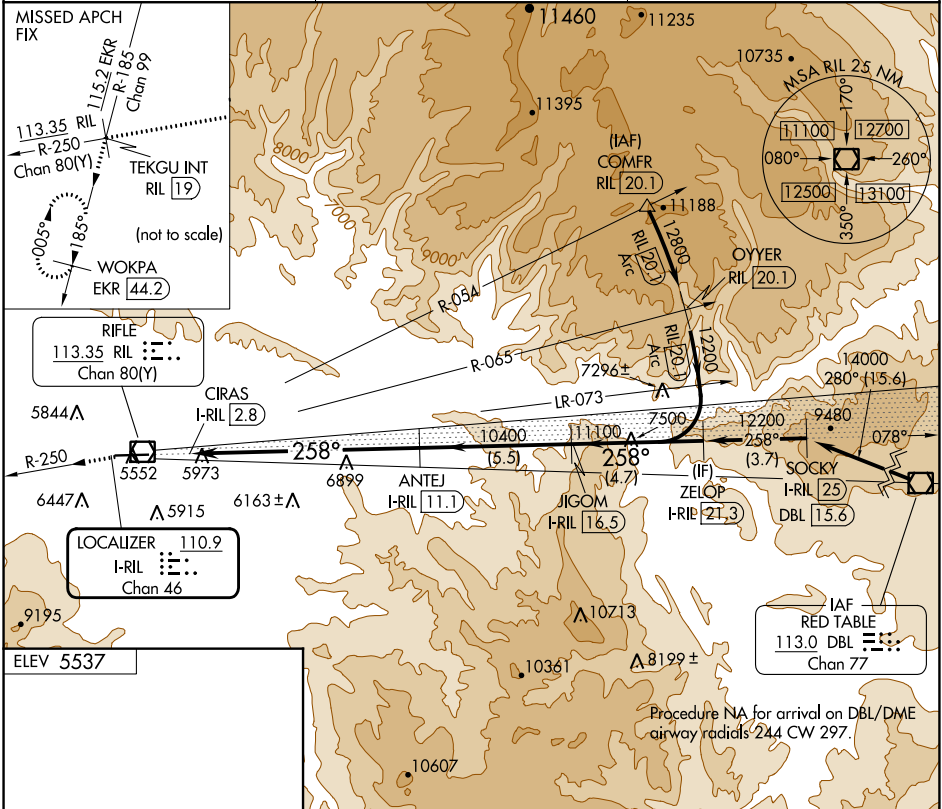 MISSED APCH
FIX
115.2 EKR
R-185
Chan 99
113.35 RIL
R-250
Chan 80(Y)
TEKGU INT
RIL 19
(not to scale)
005°
185°
WOKPA
EKR 44.2
11460
11235
10735
11395
8000
7000
9000
MSA RIL 25 NM
170°
11100
12700
080°
260°
12500
13100
350°
(IAF)
COMFR
RIL 20.1
11188
12800
RIL 20.1
Arc
OYYER
RIL 20.1
12200
RIL 20.1
Arc
R-054
R-065
LR-073
7296±
RIFLE
113.35 RIL
Chan 80(Y)
5844
CIRAS
I-RIL 2.8
14000
280° (15.6)
9480
078°
7500
12200
258°
(3.7)
10400
(5.5)
11100
258°
(4.7)
258°
R-250
5552
5973
6899
6447
5915
6163±
ANTEJ
I-RIL 11.1
JIGOM
I-RIL 16.5
(IF)
ZELOP
I-RIL 21.3
SOCKY
I-RIL 25
DBL 15.6
LOCALIZER 110.9
I-RIL
Chan 46
9195
10713
10361
8199±
IAF
RED TABLE
113.0 DBL
Chan 77
ELEV 5537
Procedure NA for arrival on DBL/DME
airway radials 244 CW 297.
10607